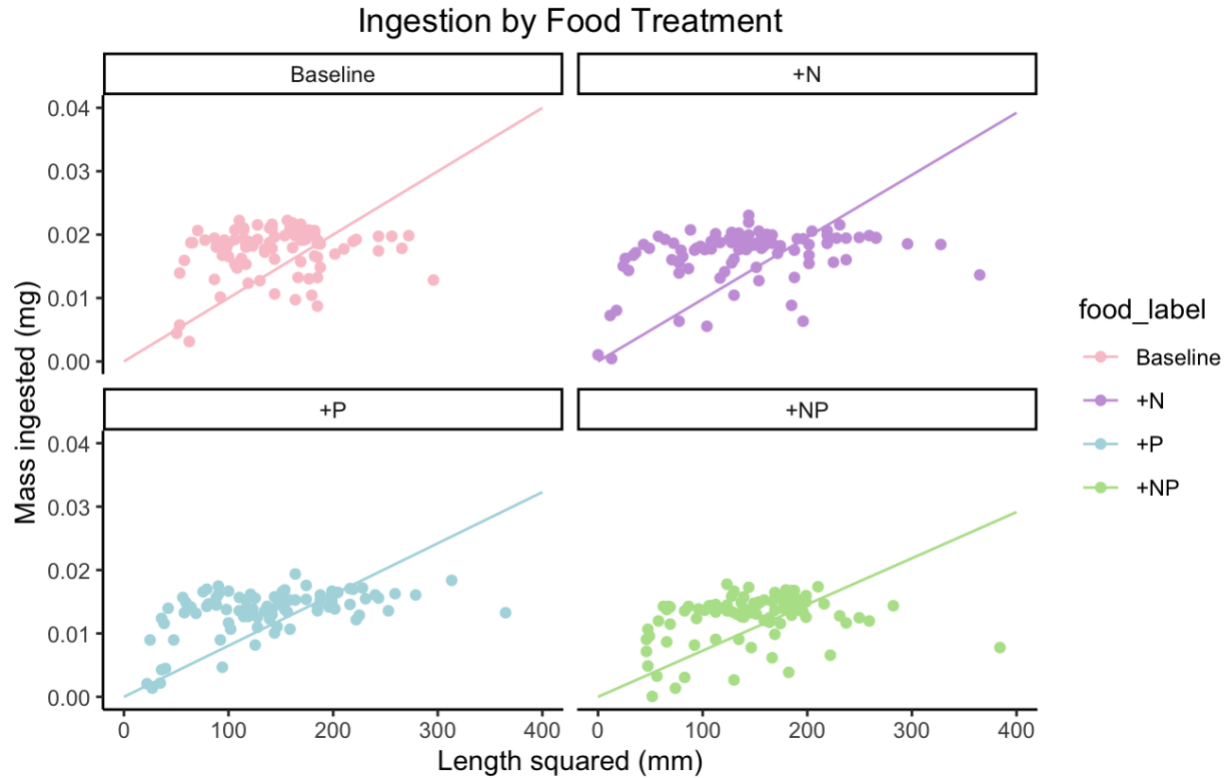 Ingestion by Food Treatment
Baseline
+N
0.04
0.03
0.02
0.01
0.00
+P
+NP
0.04
0.03
0.02
0.01
0.00
0 100 200 300 400
0 100 200 300 400
Length squared (mm)
Mass ingested (mg)
food_label
Baseline
+N
+P
+NP